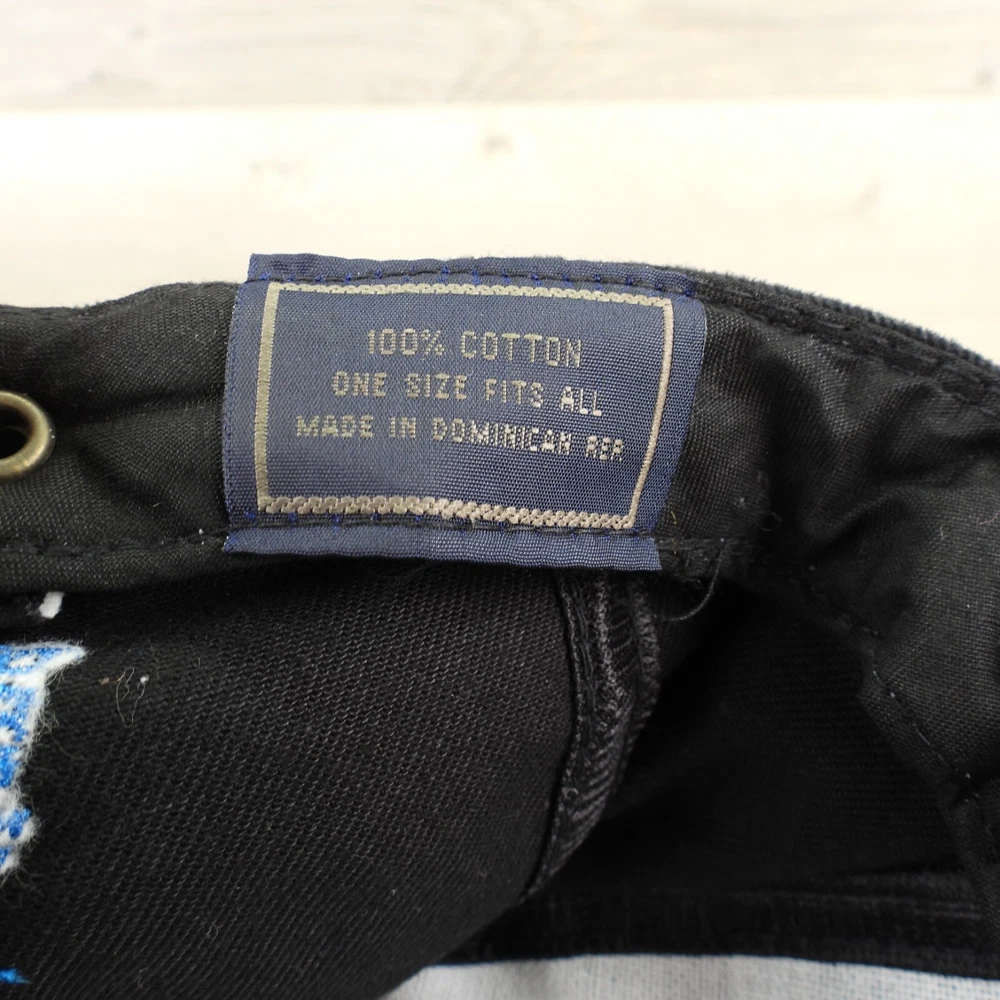 100% COTTON
ONE SIZE FITS ALL
MADE IN DOMINICAN REP